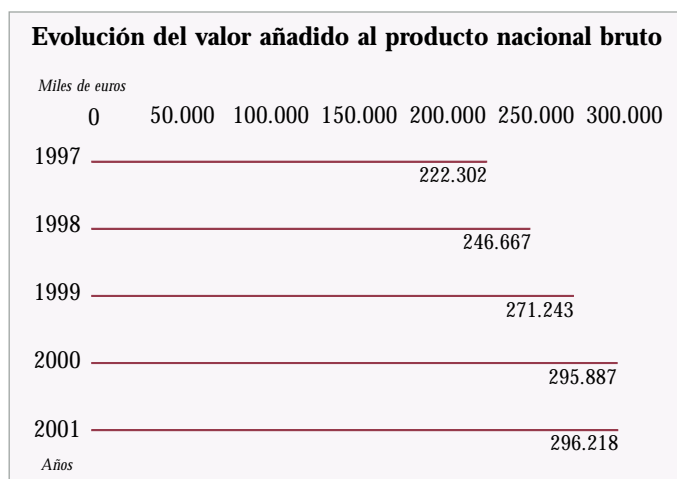 Evolución del valor añadido al producto nacional bruto
Miles de euros
0 50.000 100.000 150.000 200.000 250.000 300.000
1997
222.302
1998
246.667
1999
271.243
2000
295.887
2001
296.218
Años